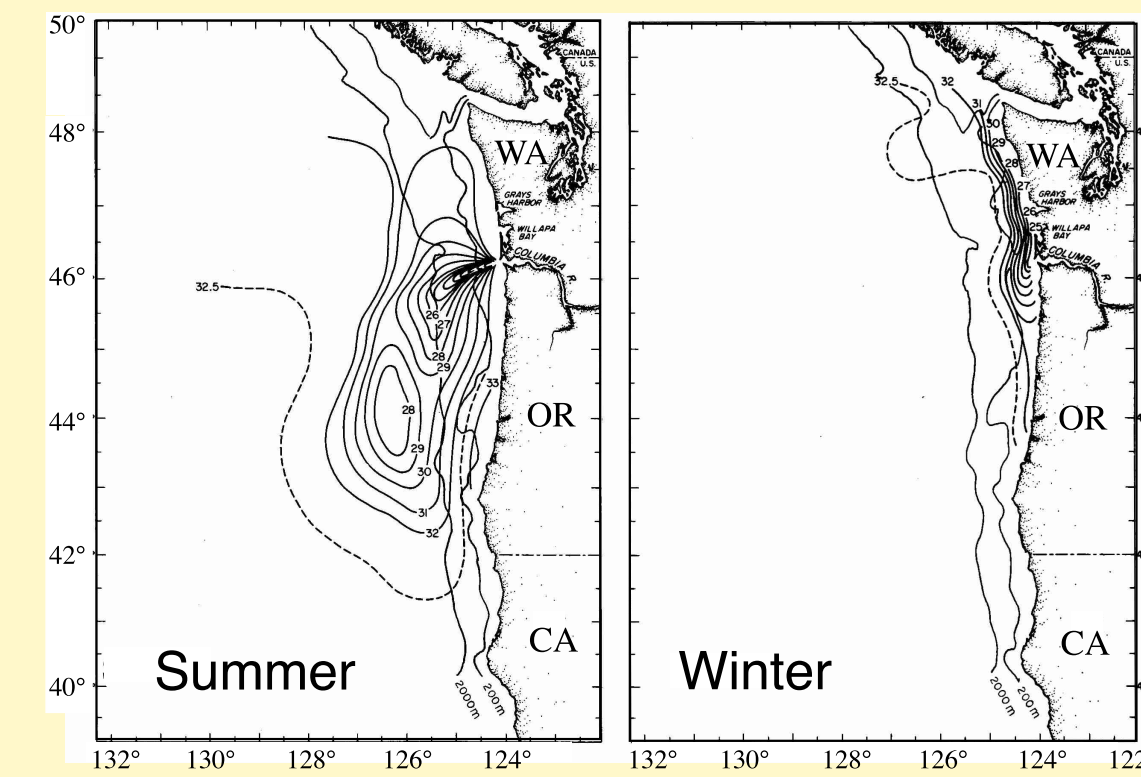 50°
48°
46°
44°
42°
40°
132°
130°
128°
126°
124°
CANADA
U.S.
WA
GRAYS
HARBOR
WILLAPA
BAY
COLUMBIA R.
32.5
26
27
28
29
33
28
29
30
31
32
OR
CA
Summer
2000m
200m
32.5
32
31
30
29
28
27
26
25
CANADA
U.S.
WA
GRAYS
HARBOR
WILLAPA
BAY
COLUMBIA R.
OR
CA
Winter
2000m
200m
132°
130°
128°
126°
124°
122